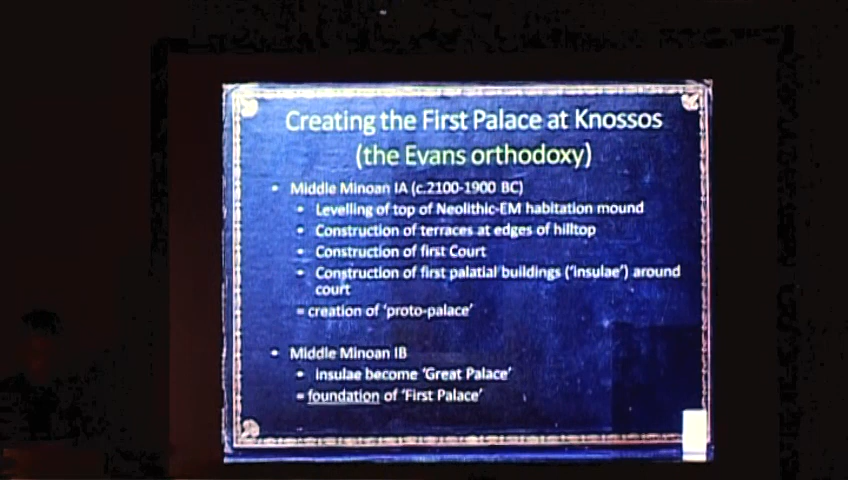 Creating the First Palace at Knossos
(the Evans orthodoxy)
• Middle Minoan IA (c.2100-1900 BC)
• Levelling of top of Neolithic-EM habitation mound
• Construction of terraces at edges of hilltop
• Construction of first Court
• Construction of first palatial buildings ('insulae') around
court
= creation of 'proto-palace'
• Middle Minoan IB
• insulae become 'Great Palace'
= foundation of 'First Palace'